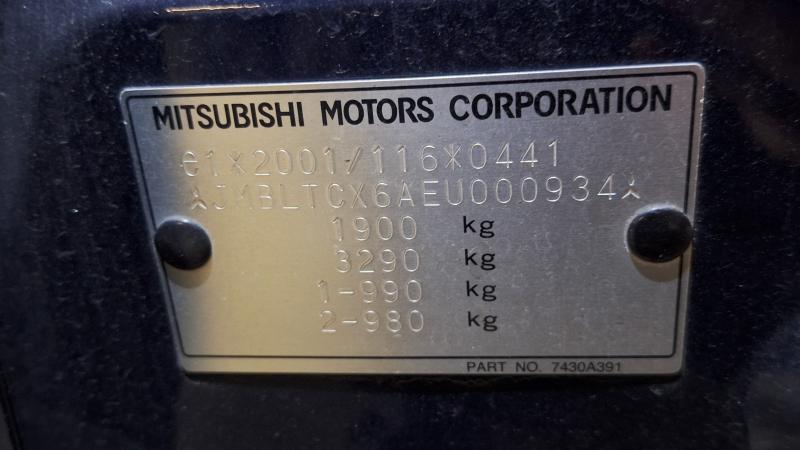 MITSUBISHI MOTORS CORPORATION
e1*2001/116*0441
*JMBLTCX6AEU000934*
1900 kg
3290 kg
1-990 kg
2-980 kg
PART NO. 7430A391